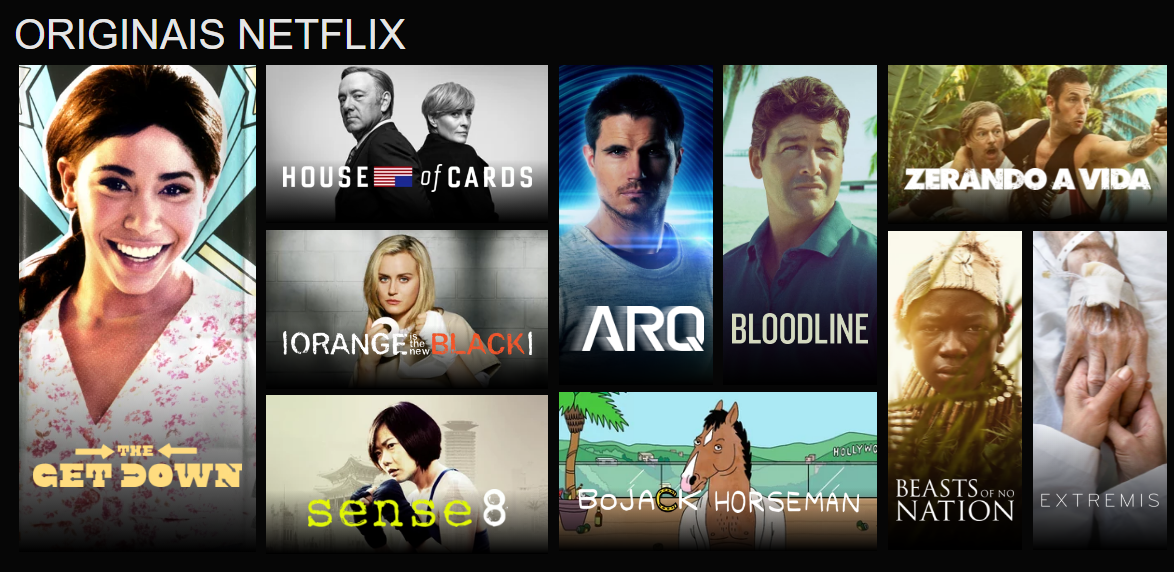 ORIGINAIS NETFLIX
THE
GET DOWN
HOUSE of CARDS
ORANGE is the new BLACK
sense8
ARQ
BLOODLINE
BOJACK HORSEMAN
HOLLYWO
ZERANDO A VIDA
BEASTS OF NO
NATION
EXTREMIS